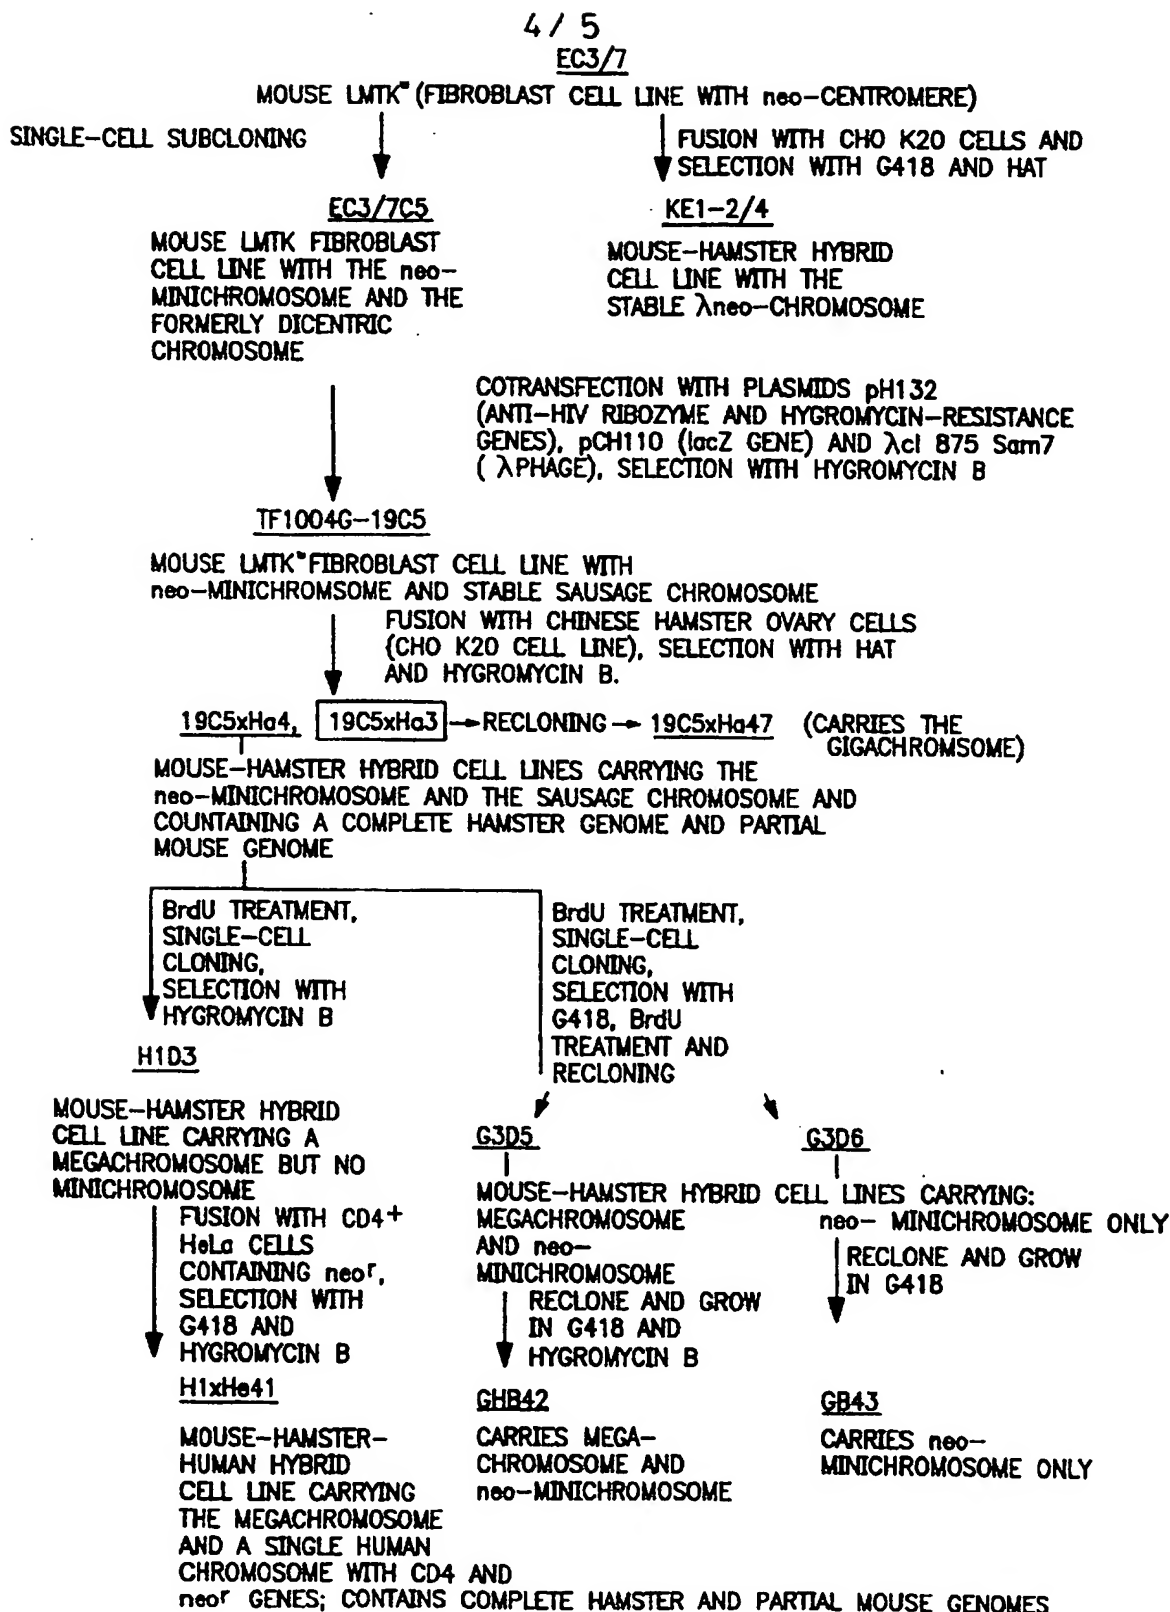 4/5
EC3/7
MOUSE LMTK⁻ (FIBROBLAST CELL LINE WITH neo-CENTROMERE)
SINGLE-CELL SUBCLONING
FUSION WITH CHO K20 CELLS AND
SELECTION WITH G418 AND HAT
EC3/7C5
MOUSE LMTK FIBROBLAST
CELL LINE WITH THE neo-
MINICHROMOSOME AND THE
FORMERLY DICENTRIC
CHROMOSOME
KE1-2/4
MOUSE-HAMSTER HYBRID
CELL LINE WITH THE
STABLE λneo-CHROMOSOME
COTRANSFECTION WITH PLASMIDS pH132
(ANTI-HIV RIBOZYME AND HYGROMYCIN-RESISTANCE
GENES), pCH110 (lacZ GENE) AND λcl 875 Sam7
( λPHAGE), SELECTION WITH HYGROMYCIN B
TF1004G-19C5
MOUSE LMTK⁻FIBROBLAST CELL LINE WITH
neo-MINICHROMSOME AND STABLE SAUSAGE CHROMOSOME
FUSION WITH CHINESE HAMSTER OVARY CELLS
(CHO K20 CELL LINE), SELECTION WITH HAT
AND HYGROMYCIN B.
19C5xHa4, 19C5xHa3 → RECLONING → 19C5xHa47 (CARRIES THE
GIGACHROMSOME)
MOUSE-HAMSTER HYBRID CELL LINES CARRYING THE
neo-MINICHROMOSOME AND THE SAUSAGE CHROMOSOME AND
COUNTAINING A COMPLETE HAMSTER GENOME AND PARTIAL
MOUSE GENOME
BrdU TREATMENT,
SINGLE-CELL
CLONING,
SELECTION WITH
HYGROMYCIN B
BrdU TREATMENT,
SINGLE-CELL
CLONING,
SELECTION WITH
G418, BrdU
TREATMENT AND
RECLONING
H1D3
MOUSE-HAMSTER HYBRID
CELL LINE CARRYING A
MEGACHROMOSOME BUT NO
MINICHROMOSOME
G3D5
G3D6
MOUSE-HAMSTER HYBRID CELL LINES CARRYING:
MEGACHROMOSOME
AND neo-
MINICHROMOSOME
neo- MINICHROMOSOME ONLY
FUSION WITH CD4+
HeLa CELLS
CONTAINING neoʳ,
SELECTION WITH
G418 AND
HYGROMYCIN B
RECLONE AND GROW
IN G418 AND
HYGROMYCIN B
RECLONE AND GROW
IN G418
H1xHe41
MOUSE-HAMSTER-
HUMAN HYBRID
CELL LINE CARRYING
THE MEGACHROMOSOME
AND A SINGLE HUMAN
CHROMOSOME WITH CD4 AND
neoʳ GENES; CONTAINS COMPLETE HAMSTER AND PARTIAL MOUSE GENOMES
GHB42
CARRIES MEGA-
CHROMOSOME AND
neo-MINICHROMOSOME
GB43
CARRIES neo-
MINICHROMOSOME ONLY